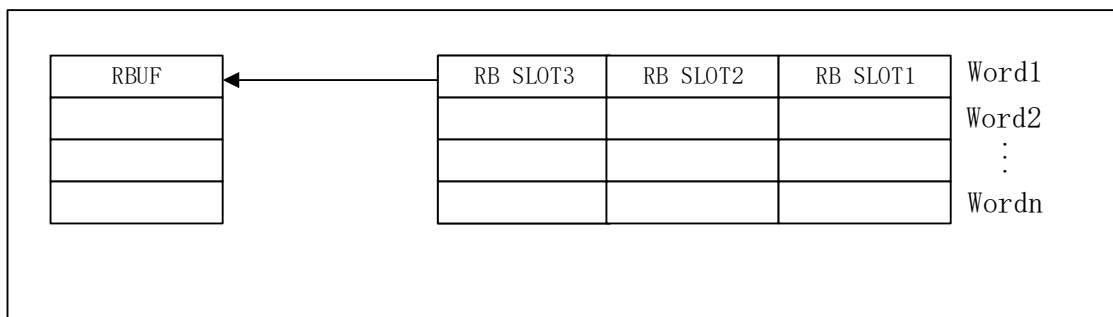 RBUF RB SLOT3 RB SLOT2 RB SLOT1 Word1
Word2
⋮
Wordn